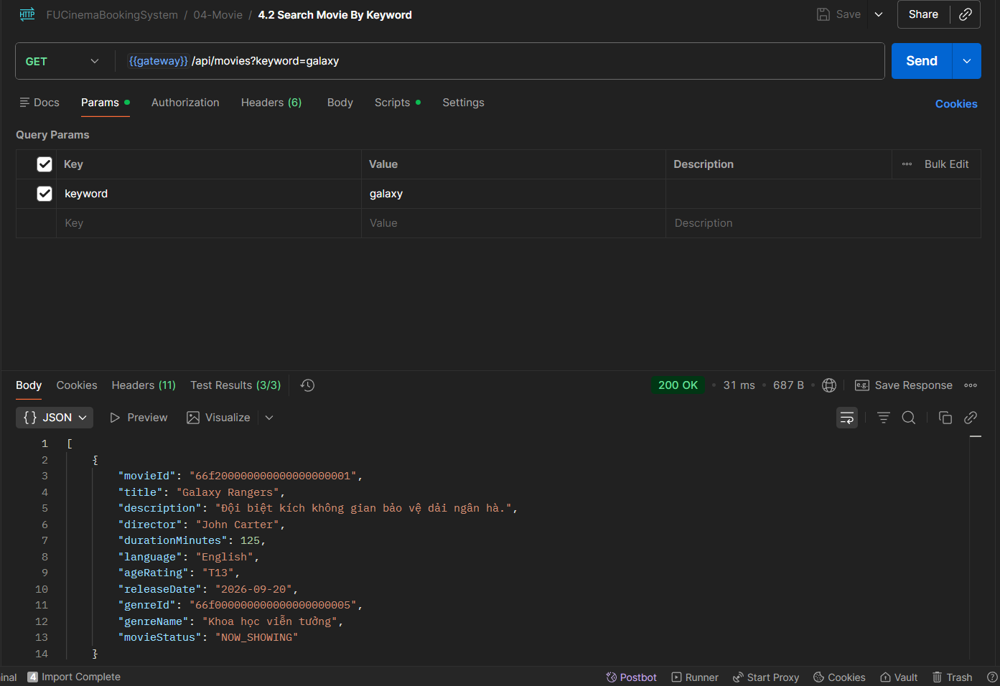 HTTP FUCinemaBookingSystem / 04-Movie / 4.2 Search Movie By Keyword Save Share
GET {{gateway}} /api/movies?keyword=galaxy Send
Docs Params Authorization Headers (6) Body Scripts Settings Cookies
Query Params
Key Value Description Bulk Edit
keyword galaxy
Key Value Description
Body Cookies Headers (11) Test Results (3/3) 200 OK 31 ms 687 B e.g. Save Response
{} JSON Preview Visualize
1 [
2 {
3 "movieId": "66f200000000000000000001",
4 "title": "Galaxy Rangers",
5 "description": "Đội biệt kích không gian bảo vệ dải ngân hà.",
6 "director": "John Carter",
7 "durationMinutes": 125,
8 "language": "English",
9 "ageRating": "T13",
10 "releaseDate": "2026-09-20",
11 "genreId": "66f000000000000000000005",
12 "genreName": "Khoa học viễn tưởng",
13 "movieStatus": "NOW_SHOWING"
14 }
inal 4 Import Complete Postbot Runner Start Proxy Cookies Vault Trash